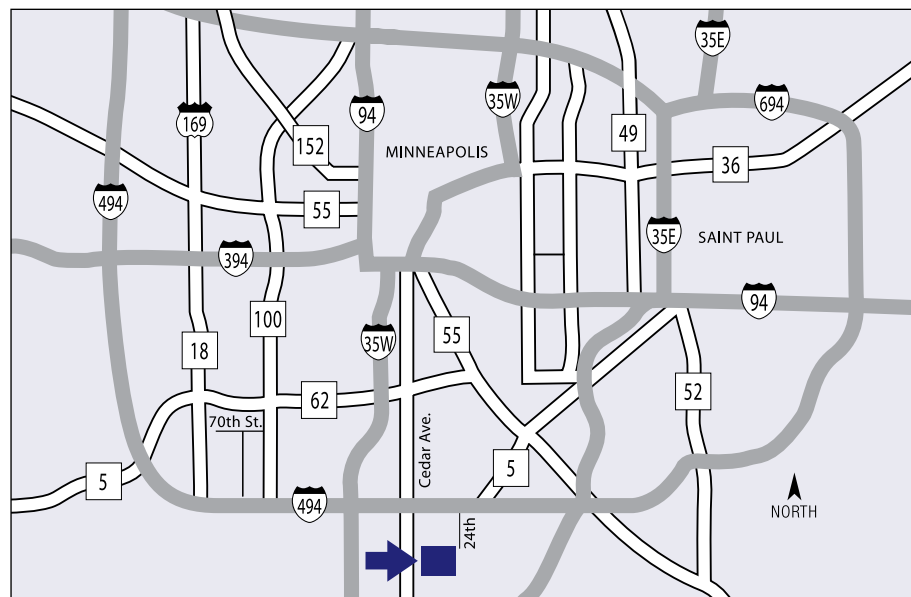 35E
35W
694
169
94
49
152
MINNEAPOLIS
36
494
55
35E
SAINT PAUL
394
94
100
55
35W
18
62
52
70th St.
Cedar Ave.
5
5
494
NORTH
24th